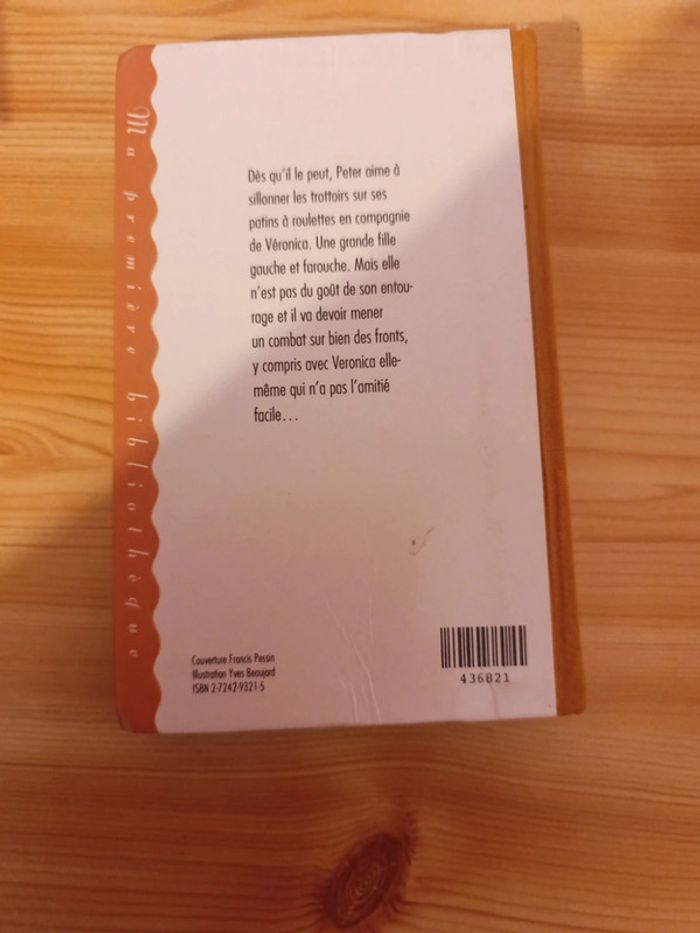 Ma première bibliothèque
Dès qu'il le peut, Peter aime à
sillonner les trottoirs sur ses
patins à roulettes en compagnie
de Véronica. Une grande fille
gauche et farouche. Mais elle
n'est pas du goût de son entou-
rage et il va devoir mener
un combat sur bien des fronts,
y compris avec Veronica elle-
même qui n'a pas l'amitié
facile...
Couverture Francis Pessin
Illustration Yves Beaujard
ISBN 2-7242-9321-5
436821